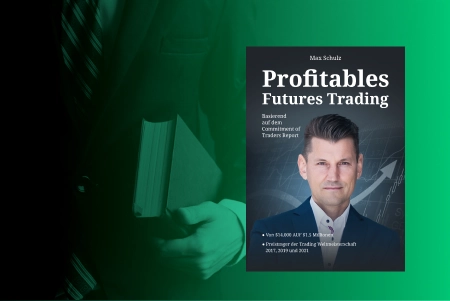 Max Schulz
Profitables
Futures Trading
Basierend
auf dem
Commitment of
Traders Report
● Von $14.000 AUF $1,1 Millionen
● Preisträger der Trading Weltmeisterschaft
2017, 2019 und 2021